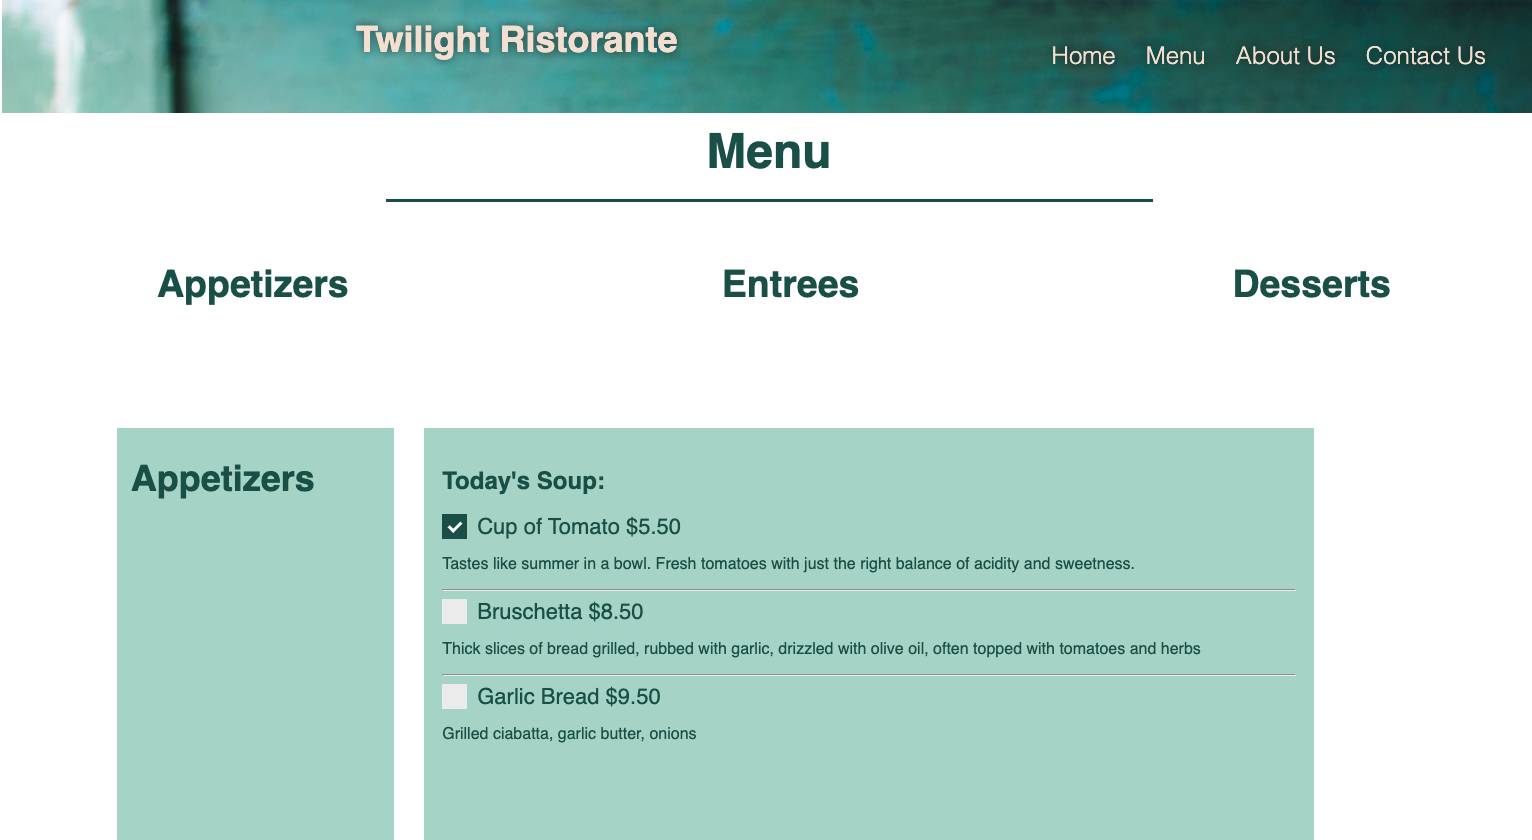 Twilight Ristorante
Home Menu About Us Contact Us
Menu
Appetizers Entrees Desserts
Appetizers
Today's Soup:
Cup of Tomato $5.50
Tastes like summer in a bowl. Fresh tomatoes with just the right balance of acidity and sweetness.
Bruschetta $8.50
Thick slices of bread grilled, rubbed with garlic, drizzled with olive oil, often topped with tomatoes and herbs
Garlic Bread $9.50
Grilled ciabatta, garlic butter, onions